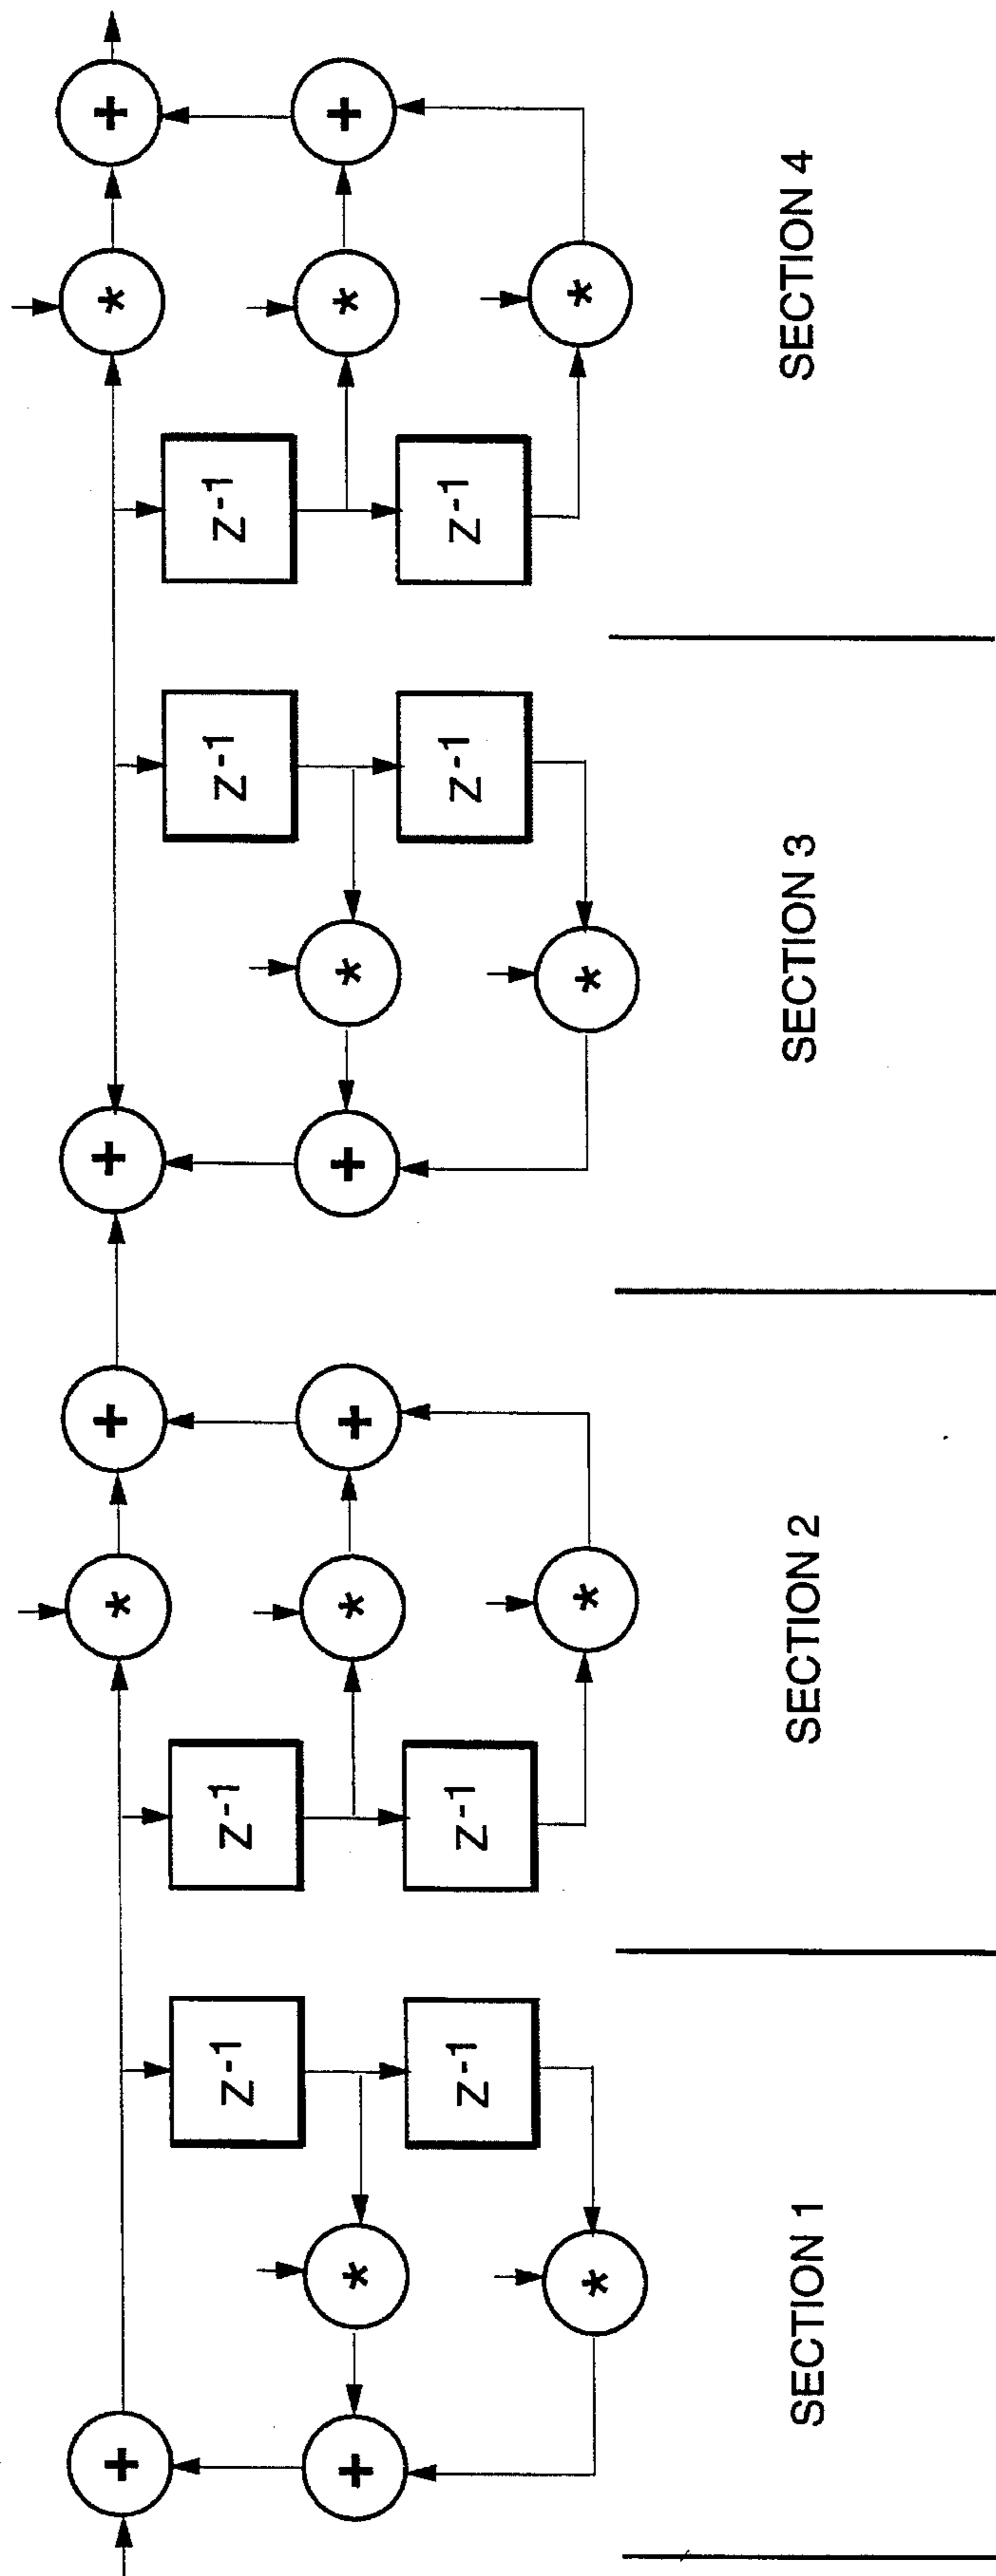 + * + + * +
Z-1 Z-1 Z-1 Z-1
+ * * + + * * +
Z-1 Z-1 Z-1 Z-1
* * * *
SECTION 1
SECTION 2
SECTION 3
SECTION 4